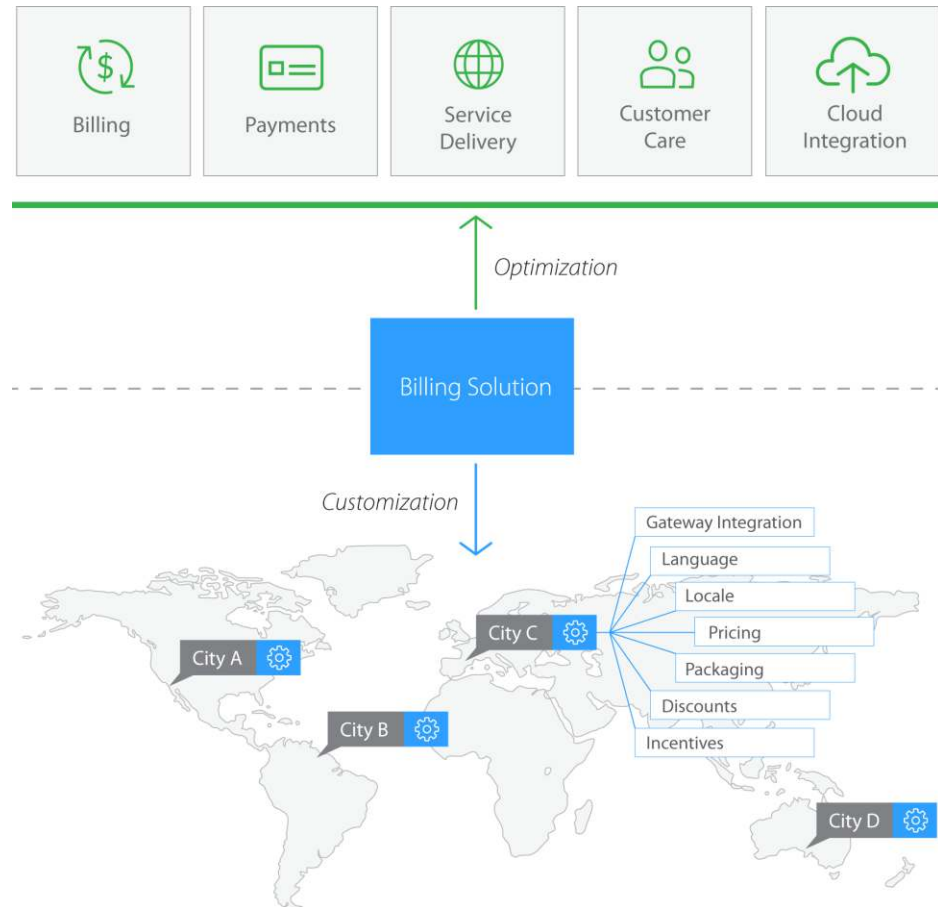 Billing
Payments
Service
Delivery
Customer
Care
Cloud
Integration
Optimization
Billing Solution
Customization
Gateway Integration
Language
Locale
Pricing
Packaging
Discounts
Incentives
City C
City A
City B
City D